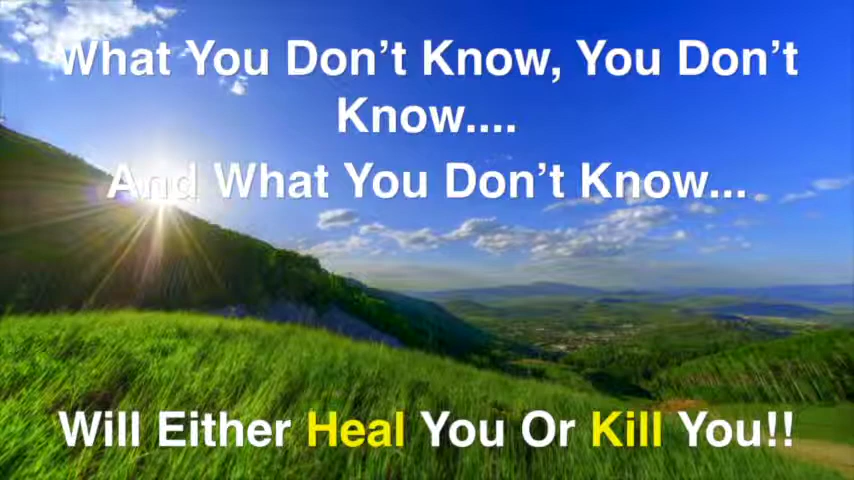 What You Don’t Know, You Don’t
Know....
And What You Don’t Know...
Will Either Heal You Or Kill You!!